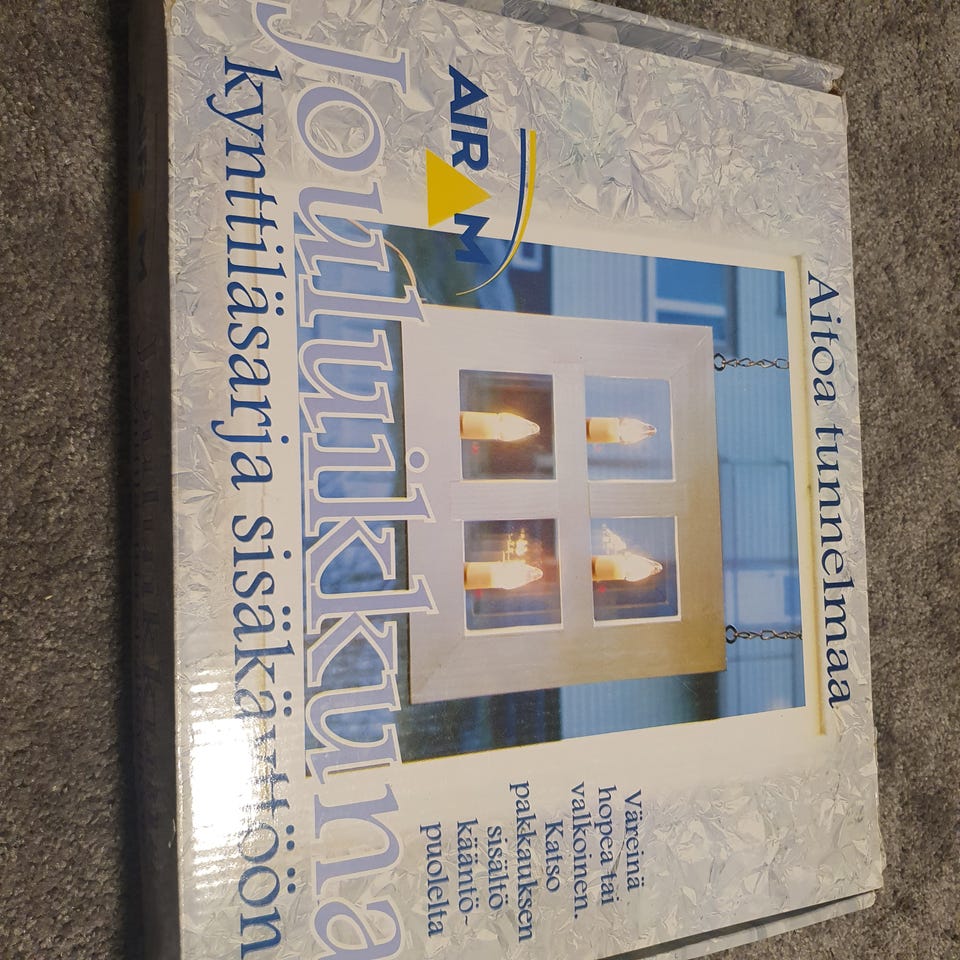 Aitoa tunnelmaa
AIRAM
Väreinä
hopea tai
valkoinen.
Katso
pakkauksen
sisältö
kääntö-
puolelta
Jouluikkuna
kynttiläsarja sisäkäyttöön